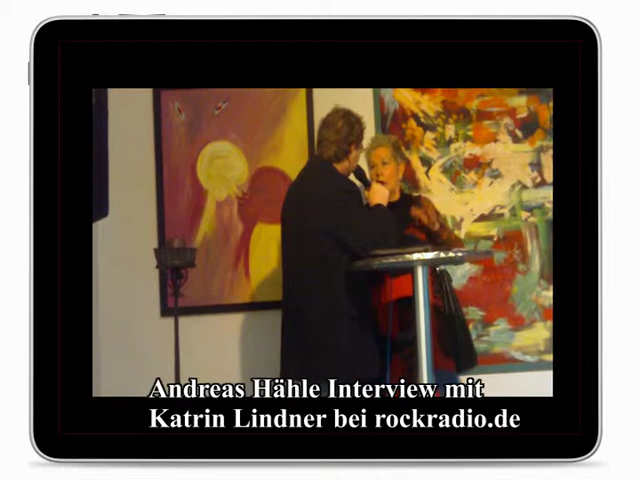 Andreas Hähle Interview mit
Katrin Lindner bei rockradio.de